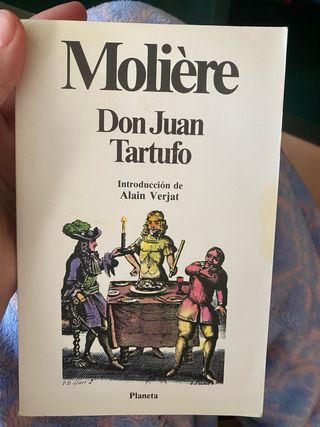 Molière
Don Juan
Tartufo
Introducción de
Alain Verjat
Planeta